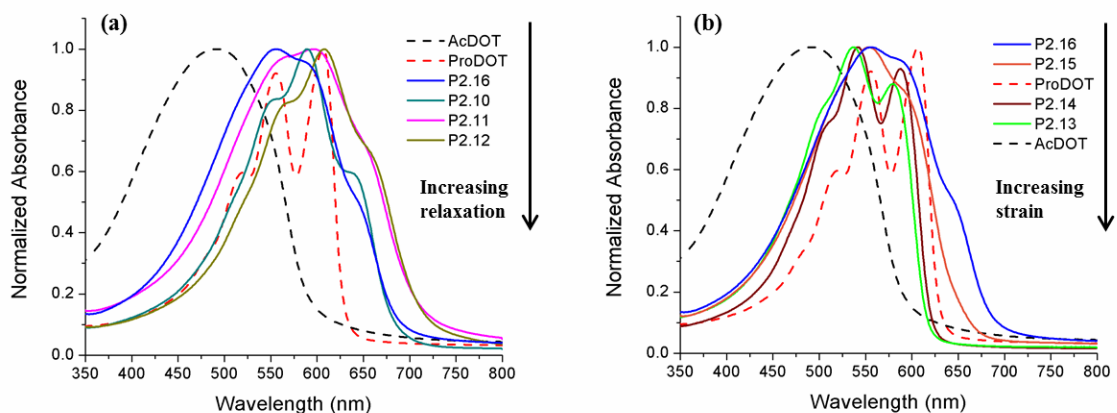 (a)
Normalized Absorbance
1.0
0.8
0.6
0.4
0.2
0.0
350 400 450 500 550 600 650 700 750 800
Wavelength (nm)
AcDOT
ProDOT
P2.16
P2.10
P2.11
P2.12
Increasing
relaxation
(b)
Normalized Absorbance
1.0
0.8
0.6
0.4
0.2
0.0
350 400 450 500 550 600 650 700 750 800
Wavelength (nm)
P2.16
P2.15
ProDOT
P2.14
P2.13
AcDOT
Increasing
strain